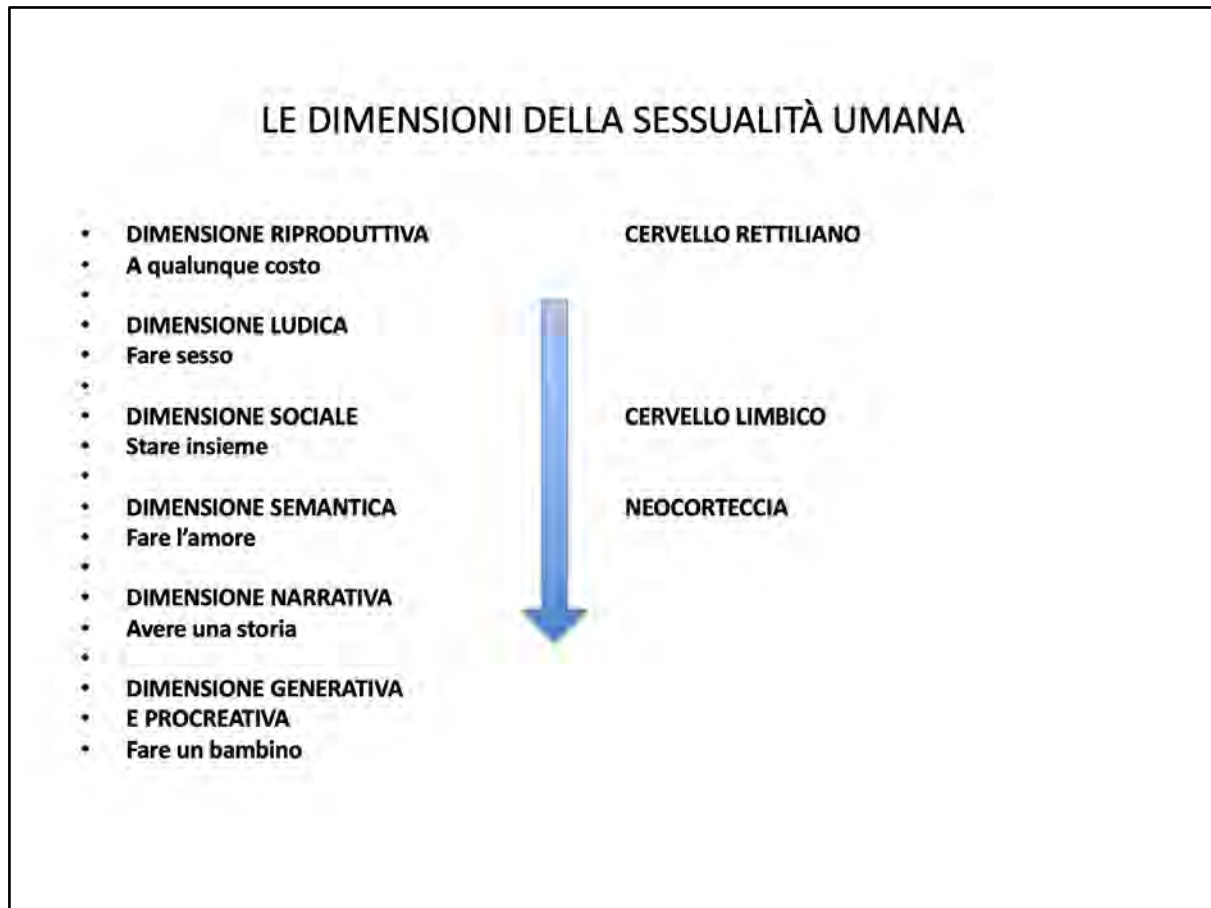 LE DIMENSIONI DELLA SESSUALITÀ UMANA
• DIMENSIONE RIPRODUTTIVA CERVELLO RETTILIANO
• A qualunque costo
•
• DIMENSIONE LUDICA
• Fare sesso
•
• DIMENSIONE SOCIALE CERVELLO LIMBICO
• Stare insieme
•
• DIMENSIONE SEMANTICA NEOCORTECCIA
• Fare l'amore
•
• DIMENSIONE NARRATIVA
• Avere una storia
•
• DIMENSIONE GENERATIVA
• E PROCREATIVA
• Fare un bambino